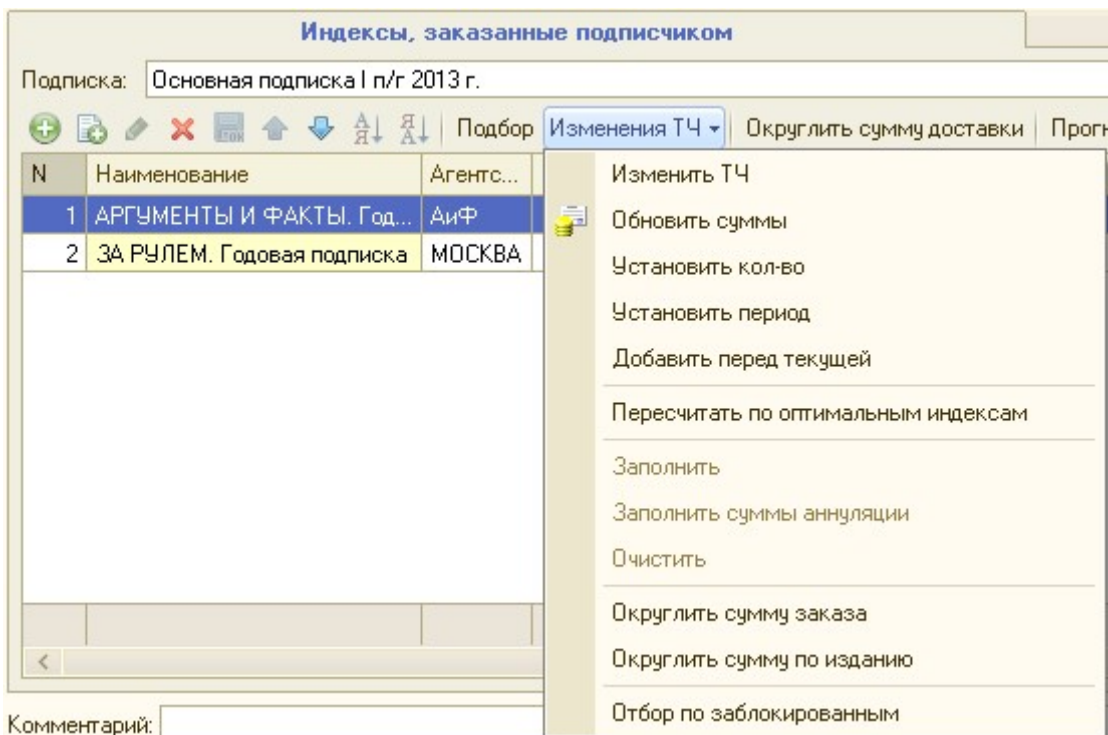 Индексы, заказанные подписчиком
Подписка: Основная подписка I п/г 2013 г.
Подбор Изменения ТЧ Округлить сумму доставки Прогн
N Наименование Агентс...
1 АРГУМЕНТЫ И ФАКТЫ. Год... АиФ
2 ЗА РУЛЕМ. Годовая подписка МОСКВА
Изменить ТЧ
Обновить суммы
Установить кол-во
Установить период
Добавить перед текущей
Пересчитать по оптимальным индексам
Заполнить
Заполнить суммы аннуляции
Очистить
Округлить сумму заказа
Округлить сумму по изданию
Отбор по заблокированным
Комментарий: